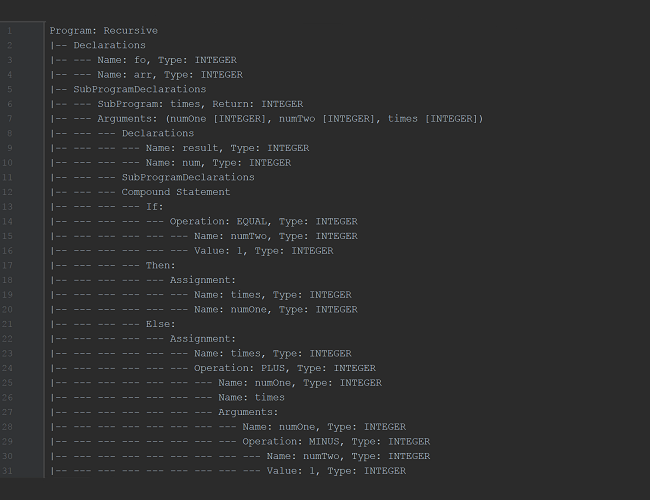 1 Program: Recursive
2 |-- Declarations
3 |-- --- Name: fo, Type: INTEGER
4 |-- --- Name: arr, Type: INTEGER
5 |-- SubProgramDeclarations
6 |-- --- SubProgram: times, Return: INTEGER
7 |-- --- Arguments: (numOne [INTEGER], numTwo [INTEGER], times [INTEGER])
8 |-- --- --- Declarations
9 |-- --- --- --- Name: result, Type: INTEGER
10 |-- --- --- --- Name: num, Type: INTEGER
11 |-- --- --- SubProgramDeclarations
12 |-- --- --- Compound Statement
13 |-- --- --- --- If:
14 |-- --- --- --- --- Operation: EQUAL, Type: INTEGER
15 |-- --- --- --- --- --- Name: numTwo, Type: INTEGER
16 |-- --- --- --- --- --- Value: 1, Type: INTEGER
17 |-- --- --- --- Then:
18 |-- --- --- --- --- Assignment:
19 |-- --- --- --- --- --- Name: times, Type: INTEGER
20 |-- --- --- --- --- --- Name: numOne, Type: INTEGER
21 |-- --- --- --- Else:
22 |-- --- --- --- --- Assignment:
23 |-- --- --- --- --- --- Name: times, Type: INTEGER
24 |-- --- --- --- --- --- Operation: PLUS, Type: INTEGER
25 |-- --- --- --- --- --- --- Name: numOne, Type: INTEGER
26 |-- --- --- --- --- --- --- Name: times
27 |-- --- --- --- --- --- --- Arguments:
28 |-- --- --- --- --- --- --- --- Name: numOne, Type: INTEGER
29 |-- --- --- --- --- --- --- --- Operation: MINUS, Type: INTEGER
30 |-- --- --- --- --- --- --- --- --- Name: numTwo, Type: INTEGER
31 |-- --- --- --- --- --- --- --- --- Value: 1, Type: INTEGER